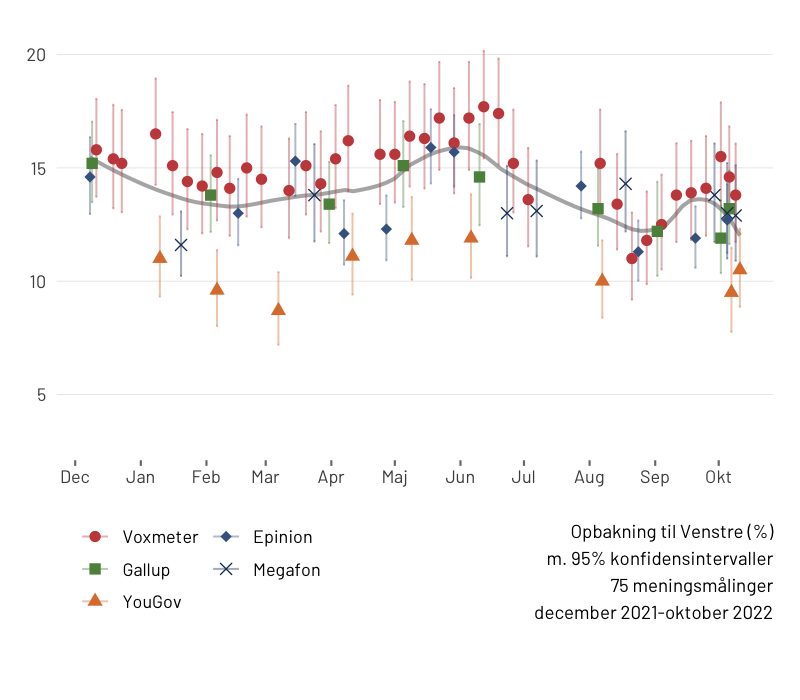 20
15
10
5
Dec Jan Feb Mar Apr Maj Jun Jul Aug Sep Okt
Voxmeter Epinion
Gallup Megafon
YouGov
Opbakning til Venstre (%)
m. 95% konfidensintervaller
75 meningsmålinger
december 2021-oktober 2022